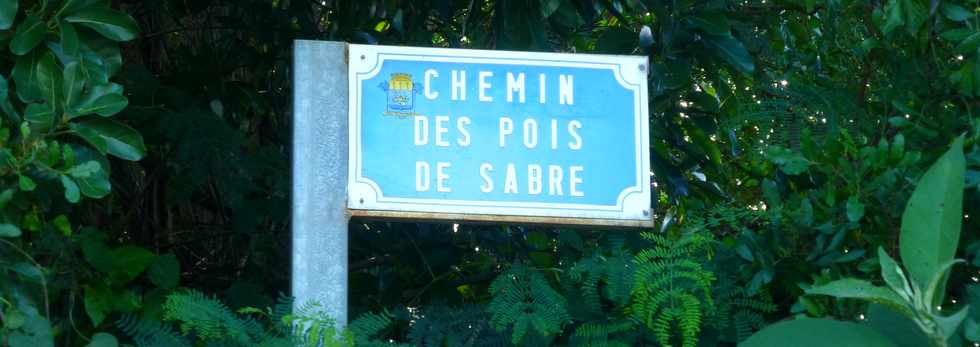 CHEMIN
DES POIS
DE SABRE